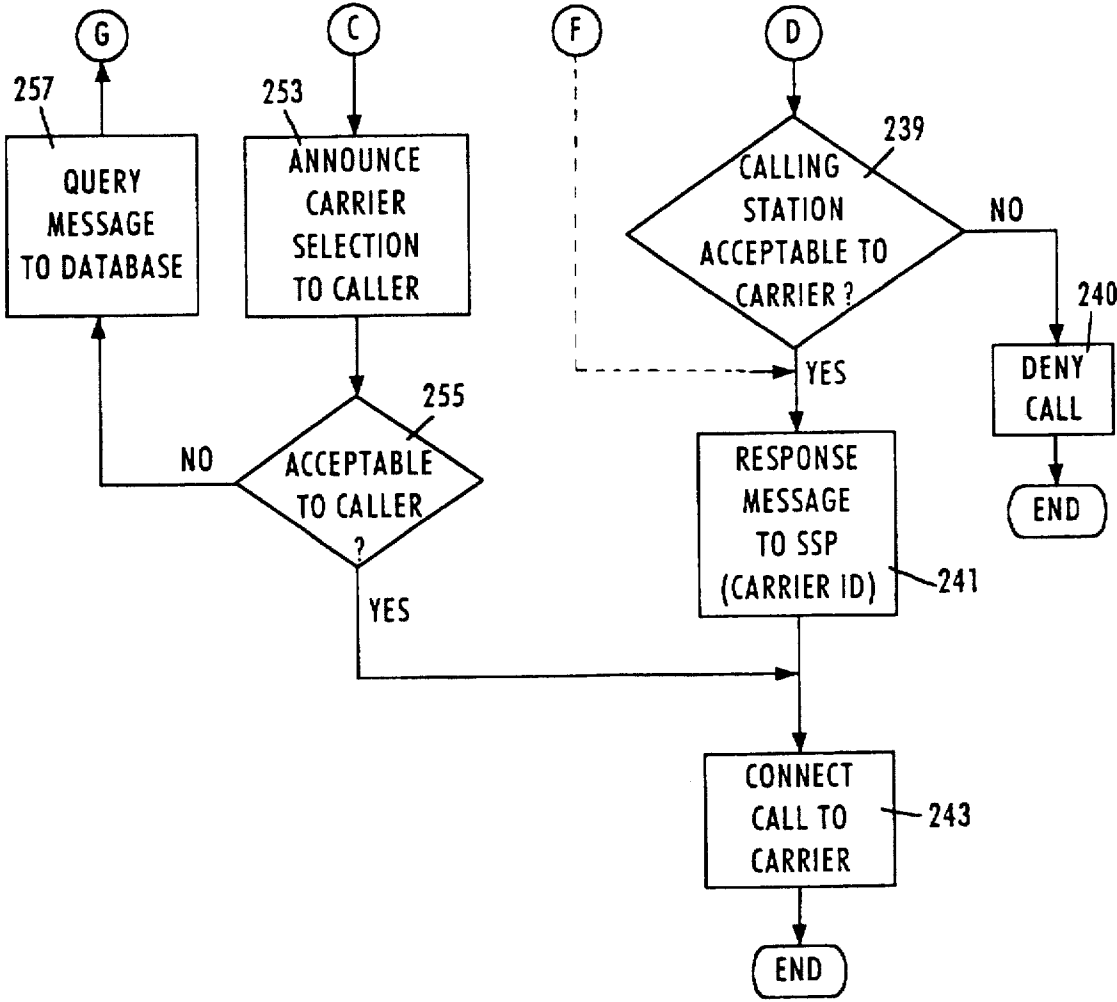 G
C
F
D
257
QUERY
MESSAGE
TO DATABASE
253
ANNOUNCE
CARRIER
SELECTION
TO CALLER
239
CALLING
STATION
ACCEPTABLE TO
CARRIER ?
NO
240
DENY
CALL
END
YES
255
ACCEPTABLE
TO CALLER
?
NO
YES
RESPONSE
MESSAGE
TO SSP
(CARRIER ID)
241
CONNECT
CALL TO
CARRIER
243
END